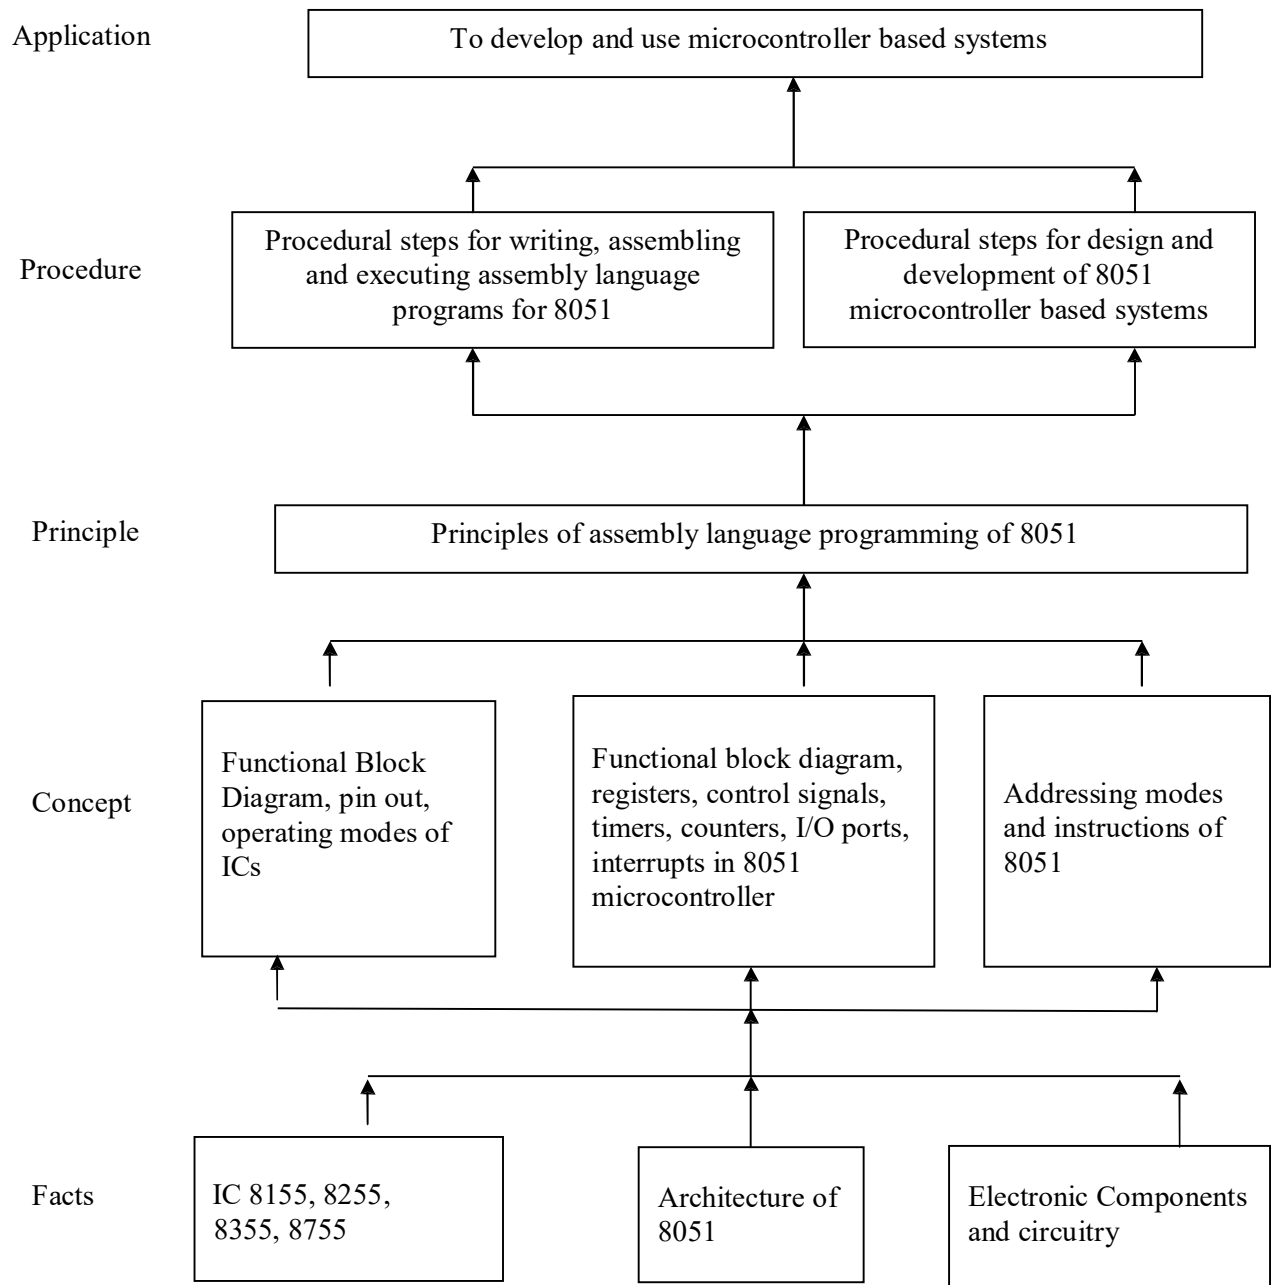 Application
To develop and use microcontroller based systems
Procedure
Procedural steps for writing, assembling
and executing assembly language
programs for 8051
Procedural steps for design and
development of 8051
microcontroller based systems
Principle
Principles of assembly language programming of 8051
Concept
Functional Block
Diagram, pin out,
operating modes of
ICs
Functional block diagram,
registers, control signals,
timers, counters, I/O ports,
interrupts in 8051
microcontroller
Addressing modes
and instructions of
8051
Facts
IC 8155, 8255,
8355, 8755
Architecture of
8051
Electronic Components
and circuitry